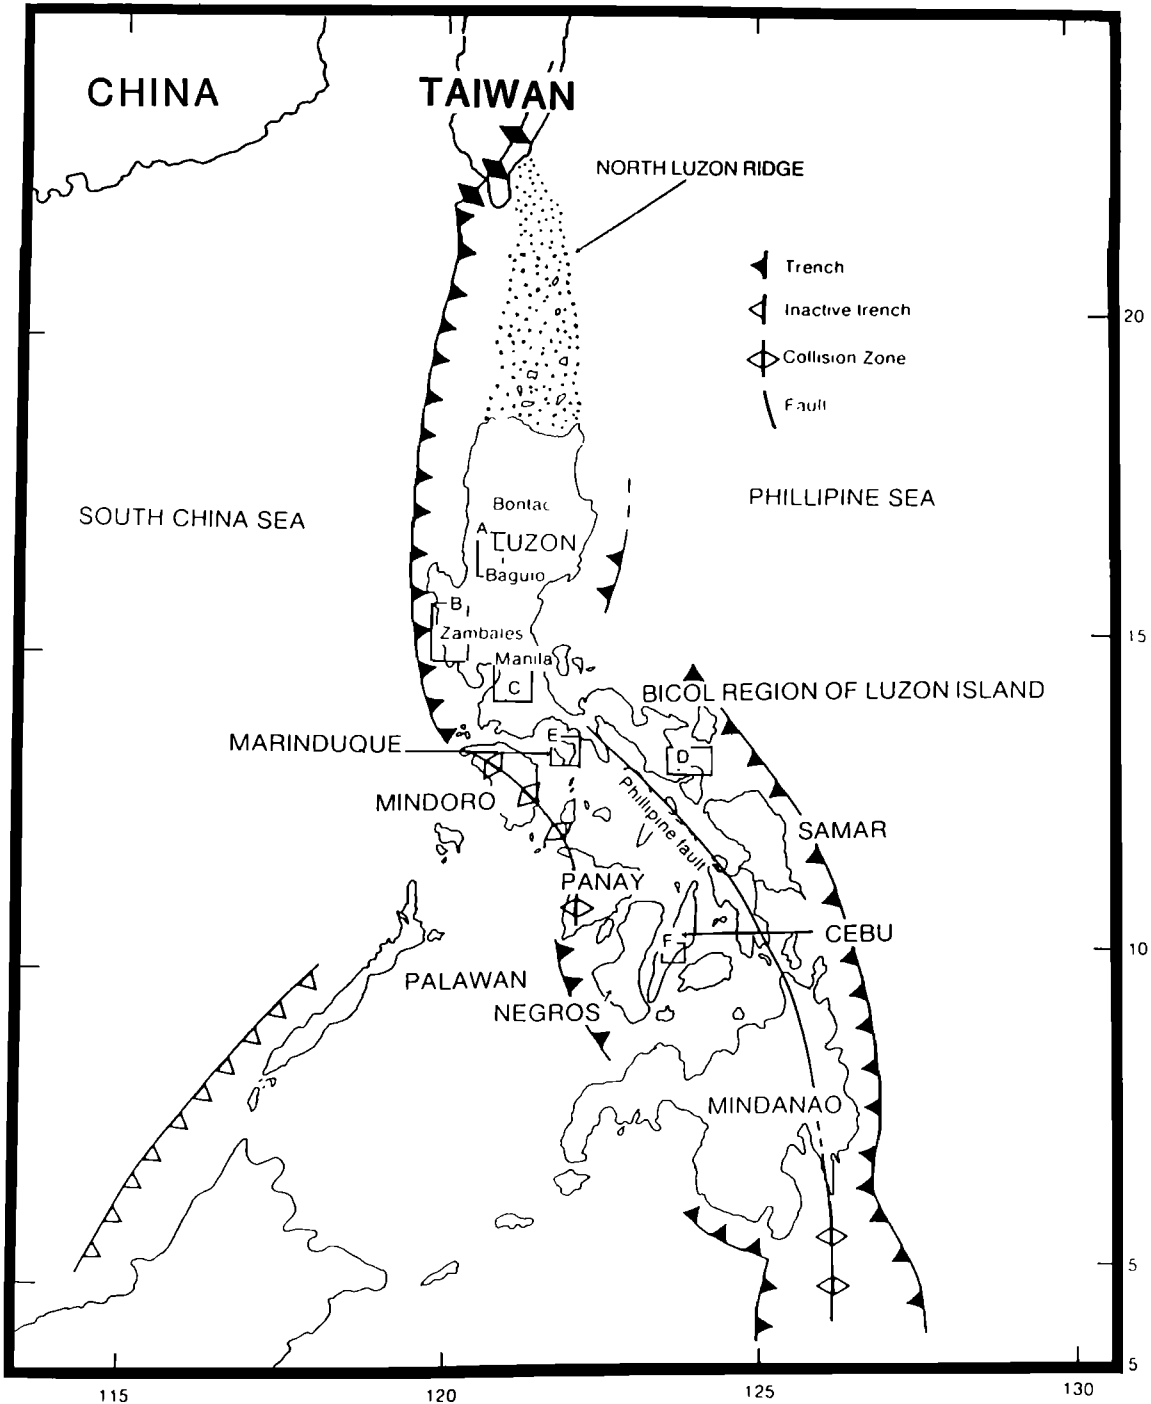 CHINA
TAIWAN
NORTH LUZON RIDGE
Trench
Inactive trench
Collision Zone
Fault
20
SOUTH CHINA SEA
PHILLIPINE SEA
Bontac
A
LUZON
Baguio
B
Zambales
15
Manila
C
BICOL REGION OF LUZON ISLAND
MARINDUQUE
E
D
MINDORO
Phillipine fault
SAMAR
PANAY
CEBU
F
10
PALAWAN
NEGROS
MINDANAO
5
5
115
120
125
130